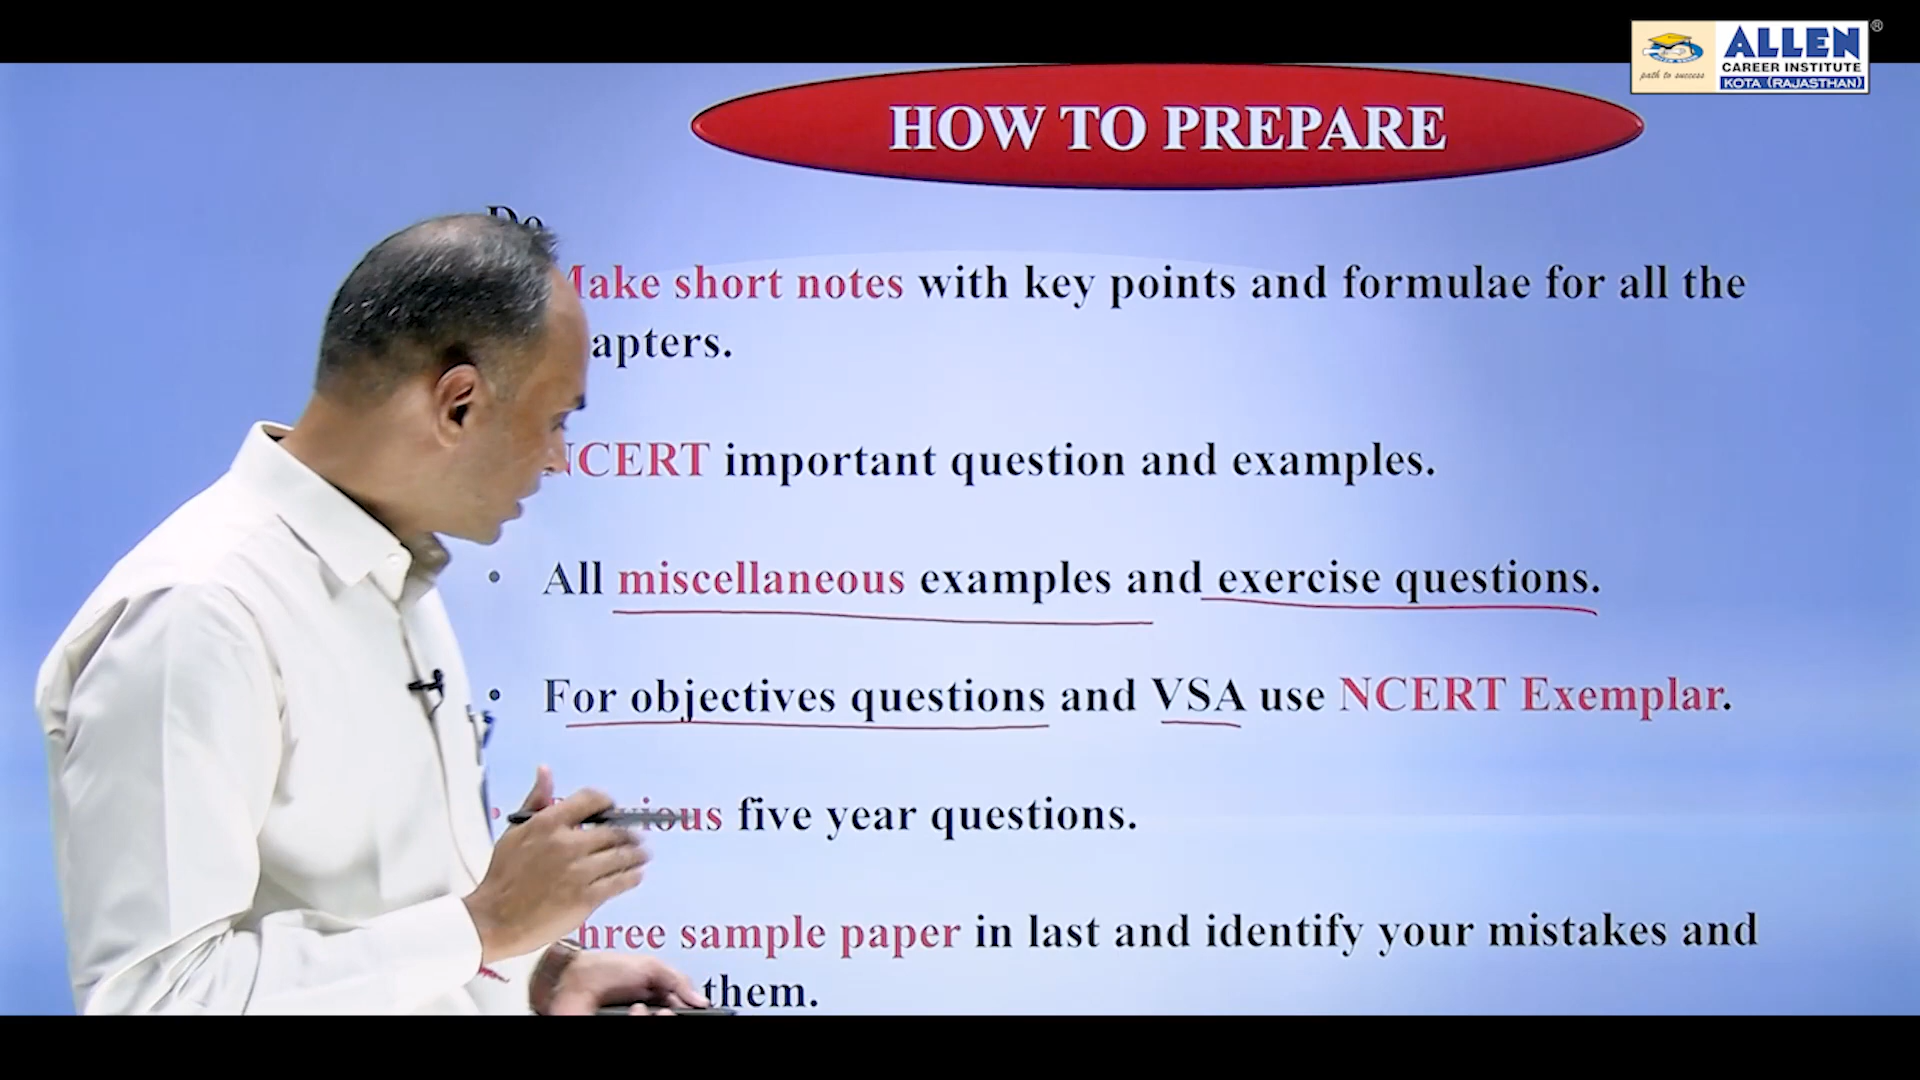 ALLEN
®
CAREER INSTITUTE
path to success
KOTA (RAJASTHAN)
HOW TO PREPARE
Do
Make short notes with key points and formulae for all the
apters.
NCERT important question and examples.
• All miscellaneous examples and exercise questions.
• For objectives questions and VSA use NCERT Exemplar.
• five year questions.
hree sample paper in last and identify your mistakes and
them.